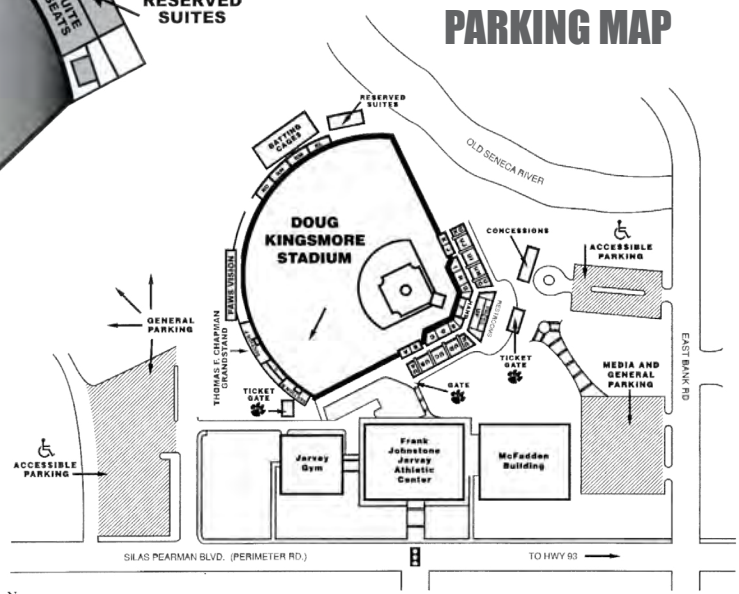 RESERVED
SUITES
SUITE
SEATS
PARKING MAP
RESERVED
SUITES
BATTING
CAGES
OLD SENECA RIVER
DOUG
KINGSMORE
STADIUM
CONCESSIONS
ACCESSIBLE
PARKING
PAWS VISION
GENERAL
PARKING
THOMAS F. CHAPMAN
GRANDSTAND
RESTROOMS
TICKET
GATE
EAST BANK RD
MEDIA AND
GENERAL
PARKING
TICKET
GATE
GATE
ACCESSIBLE
PARKING
Jervey
Gym
Frank
Johnstone
Jervey
Athletic
Center
McFadden
Building
SILAS PEARMAN BLVD. (PERIMETER RD.)
TO HWY 93